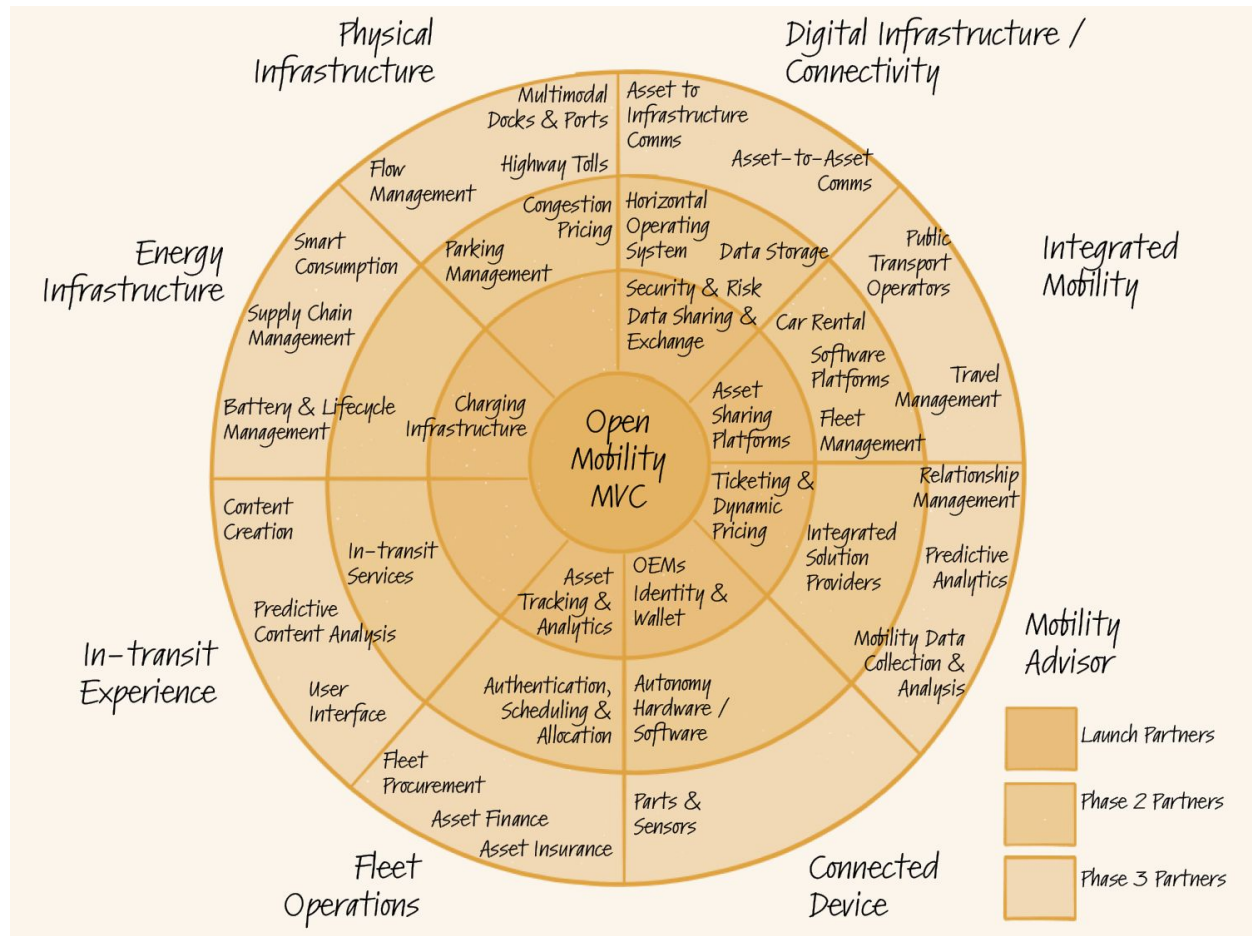 Physical
Infrastructure
Digital Infrastructure /
Connectivity
Multimodal
Docks & Ports
Highway Tolls
Flow
Management
Asset to
Infrastructure
Comms
Asset-to-Asset
Comms
Congestion
Pricing
Parking
Management
Horizontal
Operating
System
Data Storage
Security & Risk
Data Sharing &
Exchange
Integrated
Mobility
Public
Transport
Operators
Travel
Management
Car Rental
Software
Platforms
Fleet
Management
Asset
Sharing
Platforms
Energy
Infrastructure
Smart
Consumption
Supply Chain
Management
Battery & Lifecycle
Management
Charging
Infrastructure
Open
Mobility
MVC
Ticketing &
Dynamic
Pricing
Integrated
Solution
Providers
Relationship
Management
Predictive
Analytics
Mobility Data
Collection &
Analysis
Mobility
Advisor
Content
Creation
In-transit
Services
Predictive
Content Analysis
User
Interface
In-transit
Experience
Asset
Tracking &
Analytics
OEMs
Identity &
Wallet
Authentication,
Scheduling &
Allocation
Autonomy
Hardware /
Software
Fleet
Procurement
Asset Finance
Asset Insurance
Parts &
Sensors
Fleet
Operations
Connected
Device
Launch Partners
Phase 2 Partners
Phase 3 Partners